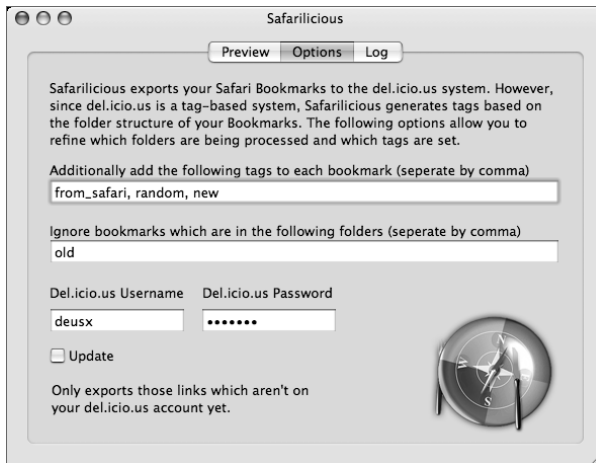 Safarilicious
Preview Options Log
Safarilicious exports your Safari Bookmarks to the del.icio.us system. However,
since del.icio.us is a tag-based system, Safarilicious generates tags based on
the folder structure of your Bookmarks. The following options allow you to
refine which folders are being processed and which tags are set.
Additionally add the following tags to each bookmark (seperate by comma)
from_safari, random, new
Ignore bookmarks which are in the following folders (seperate by comma)
old
Del.icio.us Username Del.icio.us Password
deusx •••••••
Update
Only exports those links which aren't on
your del.icio.us account yet.
N
W
E
S